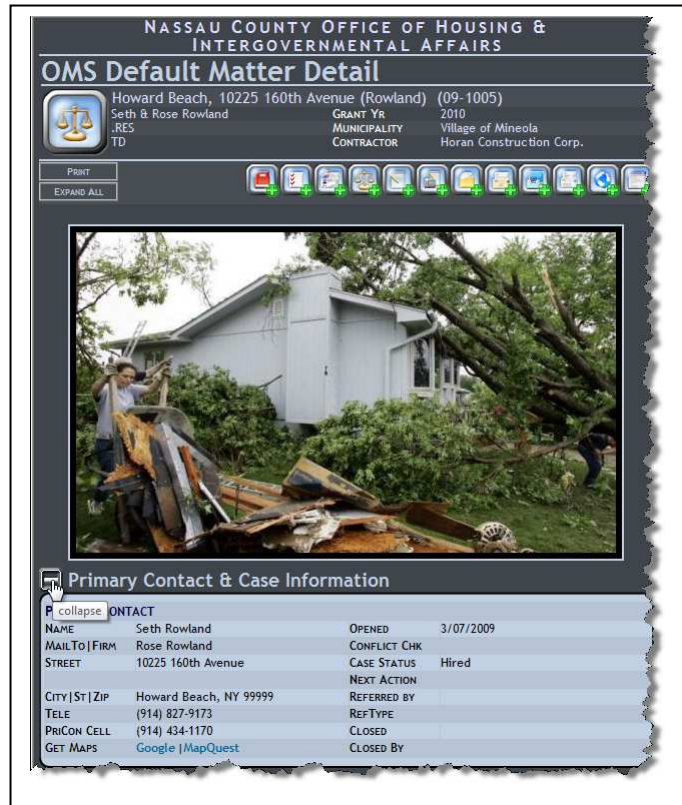 NASSAU COUNTY OFFICE OF HOUSING &
INTERGOVERNMENTAL AFFAIRS
OMS Default Matter Detail
Howard Beach, 10225 160th Avenue (Rowland) (09-1005)
Seth & Rose Rowland GRANT YR 2010
.RES MUNICIPALITY Village of Mineola
TD CONTRACTOR Horan Construction Corp.
PRINT
EXPAND ALL
Primary Contact & Case Information
collapse
NAME Seth Rowland OPENED 3/07/2009
MAILTO|FIRM Rose Rowland CONFLICT CHK
STREET 10225 160th Avenue CASE STATUS Hired
NEXT ACTION
CITY|ST|ZIP Howard Beach, NY 99999 REFERRED BY
TELE (914) 827-9173 REFTYPE
PRICON CELL (914) 434-1170 CLOSED
GET MAPS Google |MapQuest CLOSED BY